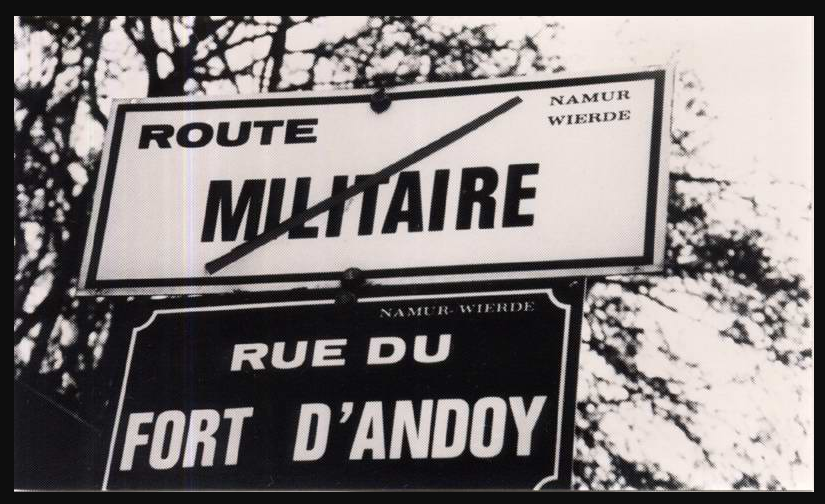 ROUTE
NAMUR
WIERDE
MILITAIRE
NAMUR-WIERDE
RUE DU
FORT D'ANDOY